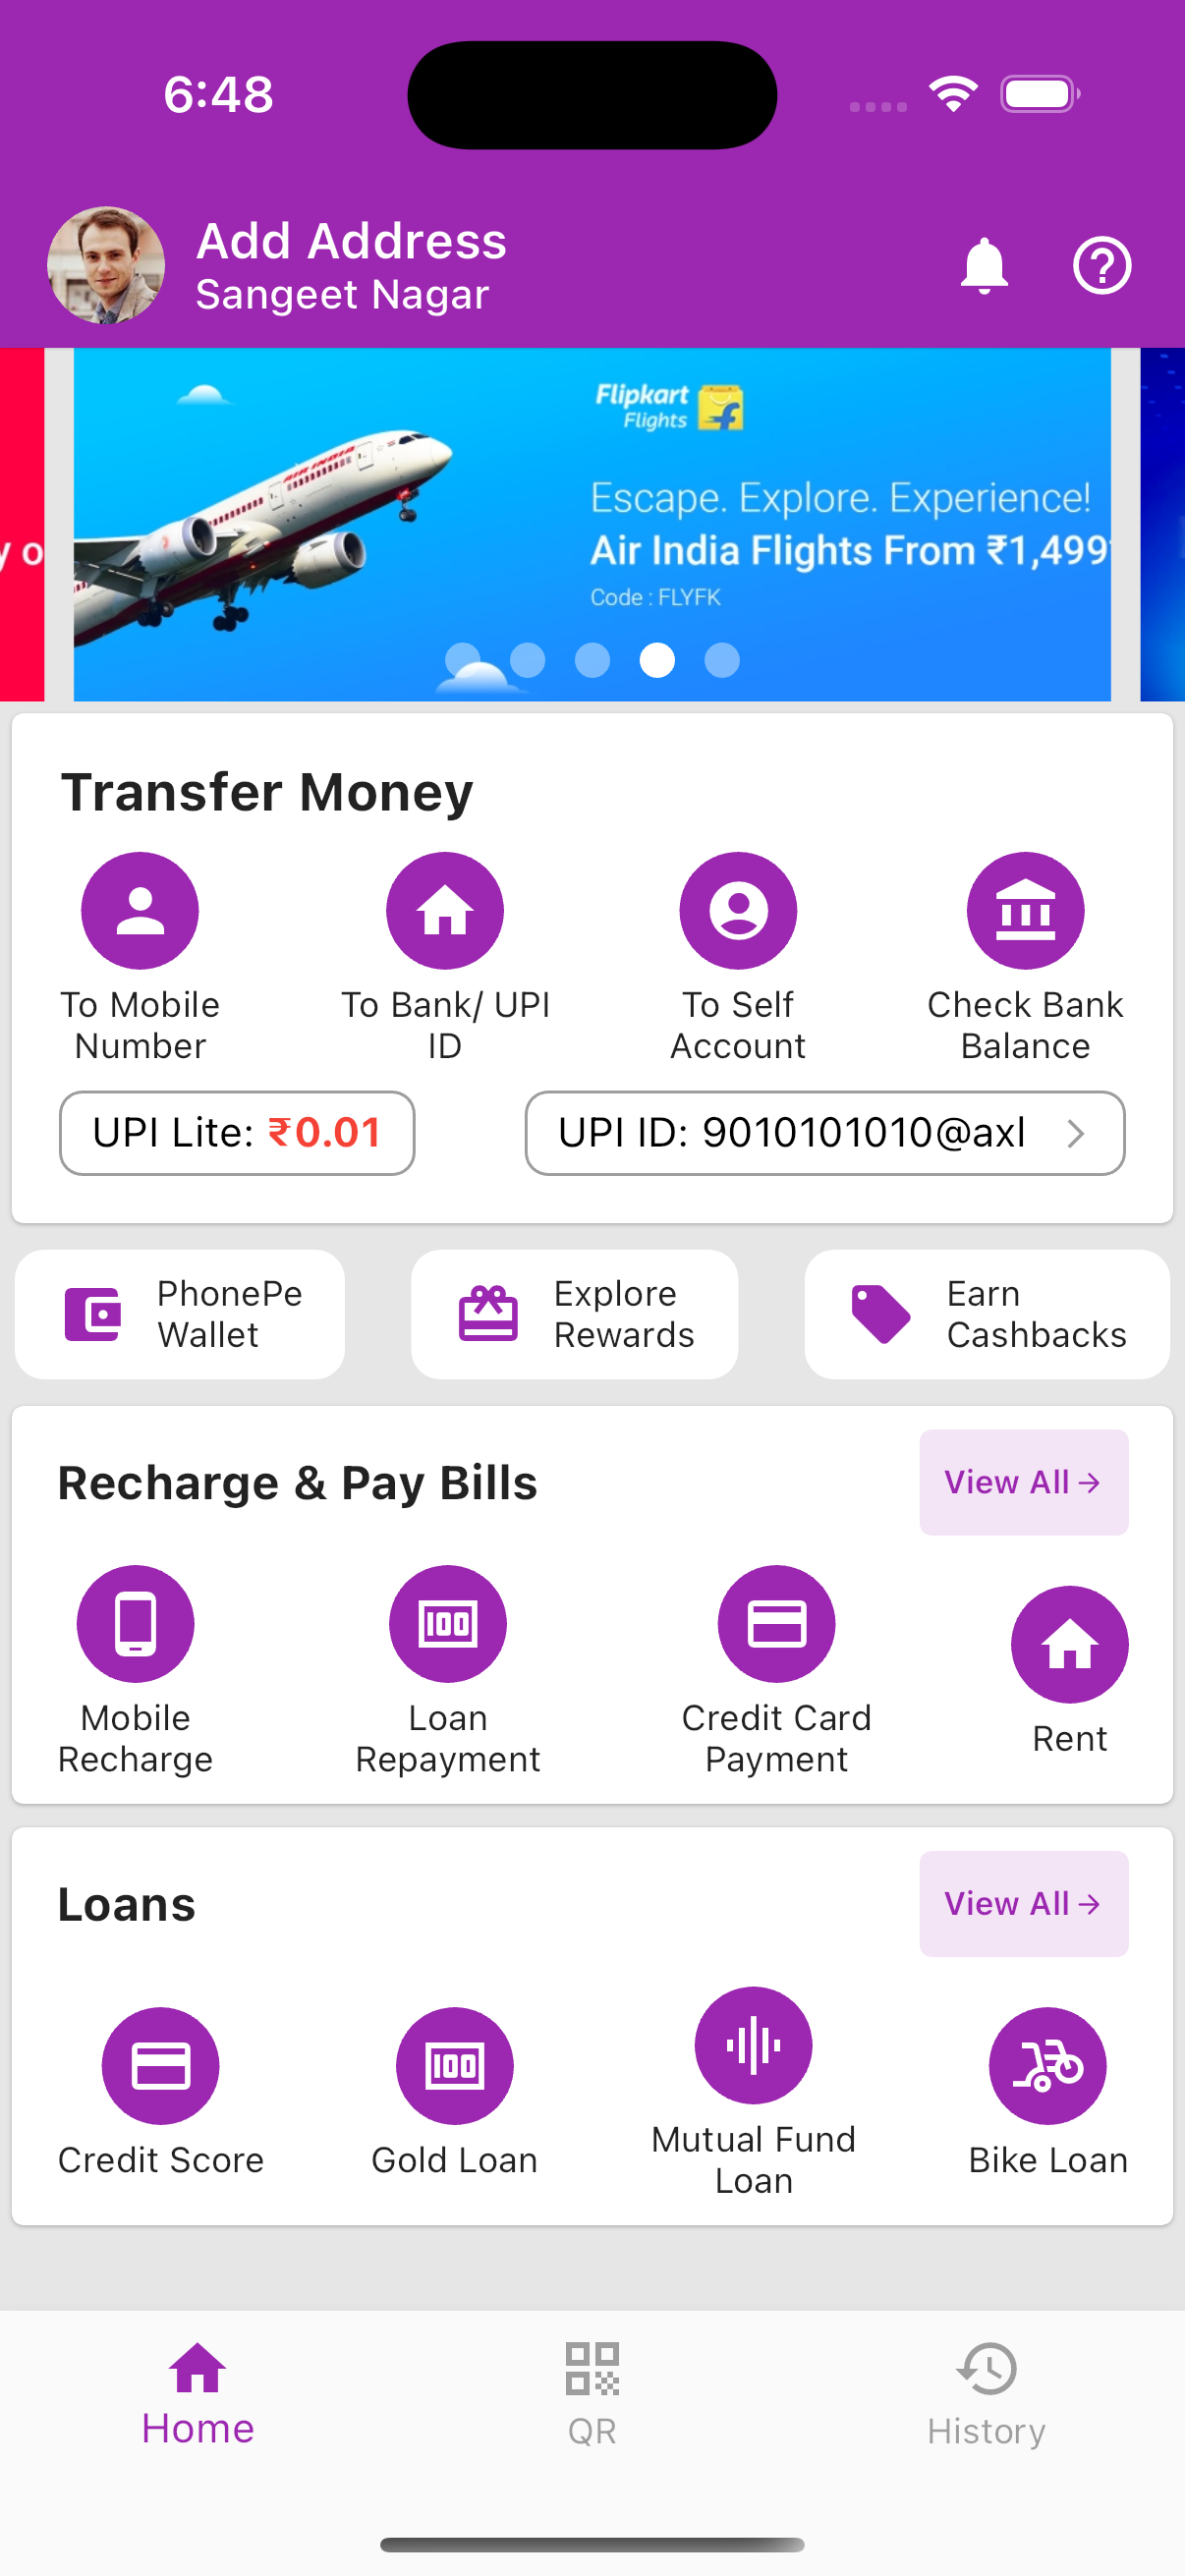 6:48
Add Address
Sangeet Nagar
y o
Flipkart
Flights
AIR INDIA
Escape. Explore. Experience!
Air India Flights From ₹1,499*
Code : FLYFK
Transfer Money
To Mobile
Number
To Bank/ UPI
ID
To Self
Account
Check Bank
Balance
UPI Lite: ₹0.01
UPI ID: 9010101010@axl
PhonePe
Wallet
Explore
Rewards
Earn
Cashbacks
Recharge & Pay Bills
View All
Mobile
Recharge
100
Loan
Repayment
Credit Card
Payment
Rent
Loans
View All
Credit Score
100
Gold Loan
Mutual Fund
Loan
Bike Loan
Home
QR
History